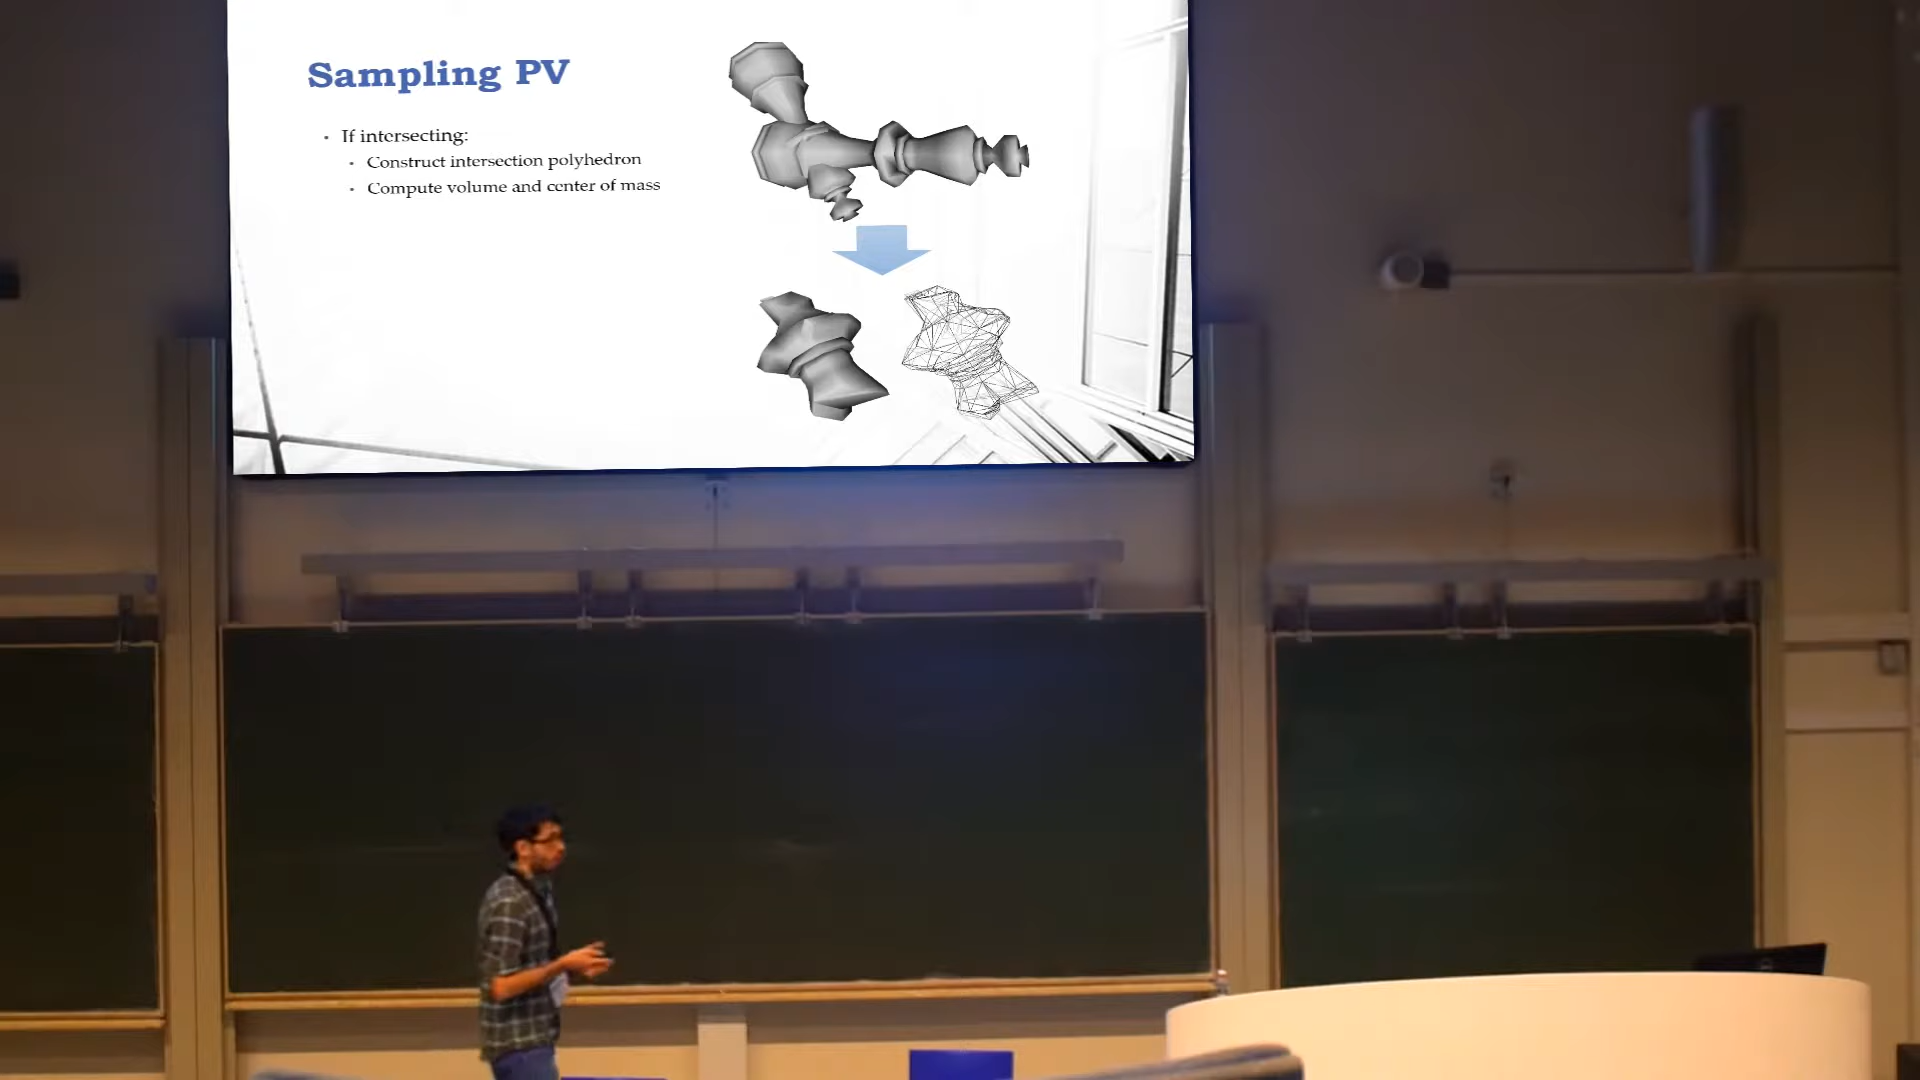 Sampling PV
• If intersecting:
• Construct intersection polyhedron
• Compute volume and center of mass